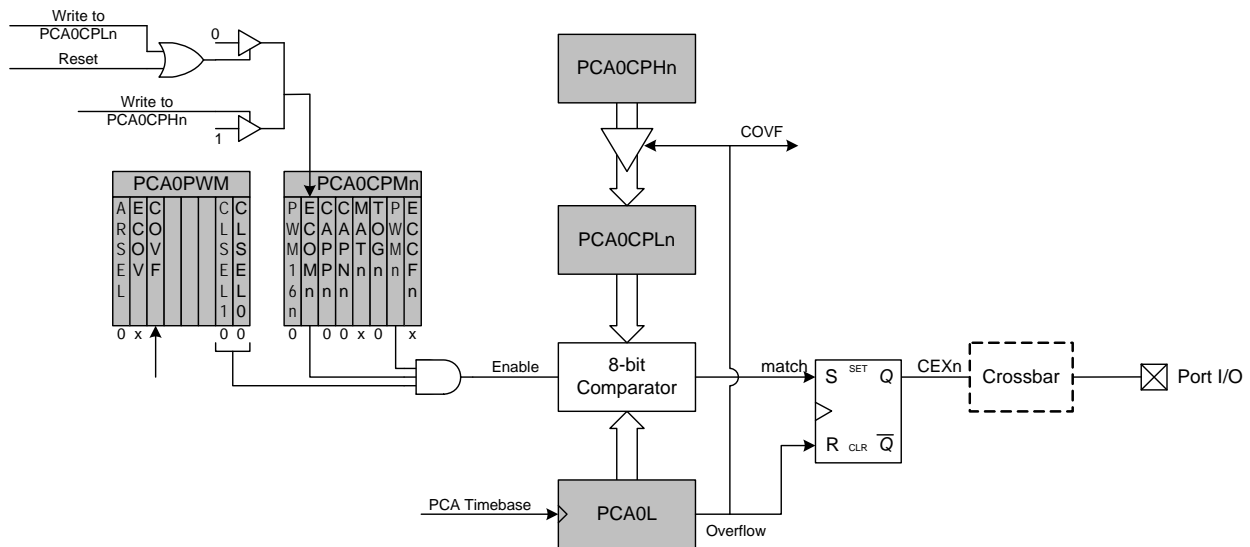 Write to
PCA0CPLn
Reset
0
Write to
PCA0CPHn
1
PCA0CPHn
COVF
PCA0PWM
ARSEL
ECOV
COVF
CLSEL1
CLSEL0
0 x 0 0
PCA0CPMn
PWM16n
ECOMn
CAPPn
CAPNn
MATn
TOGn
PWMn
ECCFn
0 0 0 x 0 x
PCA0CPLn
Enable
8-bit
Comparator
match
S SET Q
R CLR Q
CEXn
Crossbar
Port I/O
PCA Timebase
PCA0L
Overflow